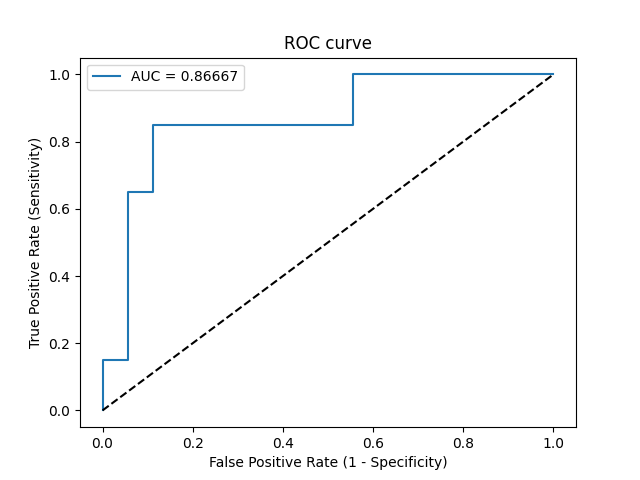 ROC curve
AUC = 0.86667
True Positive Rate (Sensitivity)
1.0
0.8
0.6
0.4
0.2
0.0
0.0 0.2 0.4 0.6 0.8 1.0
False Positive Rate (1 - Specificity)